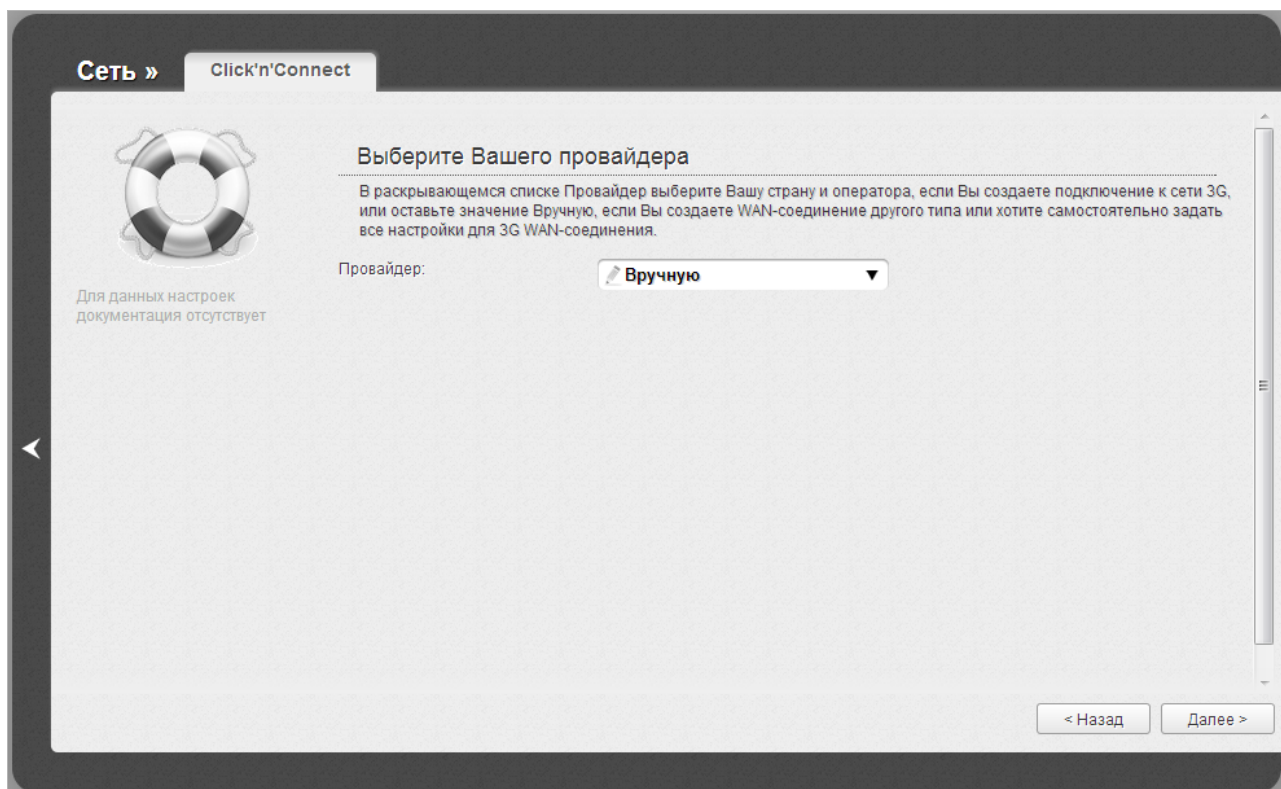 Сеть »
Click'n'Connect
Выберите Вашего провайдера
В раскрывающемся списке Провайдер выберите Вашу страну и оператора, если Вы создаете подключение к сети 3G,
или оставьте значение Вручную, если Вы создаете WAN-соединение другого типа или хотите самостоятельно задать
все настройки для 3G WAN-соединения.
Провайдер:
Вручную
Для данных настроек
документация отсутствует
< Назад
Далее >